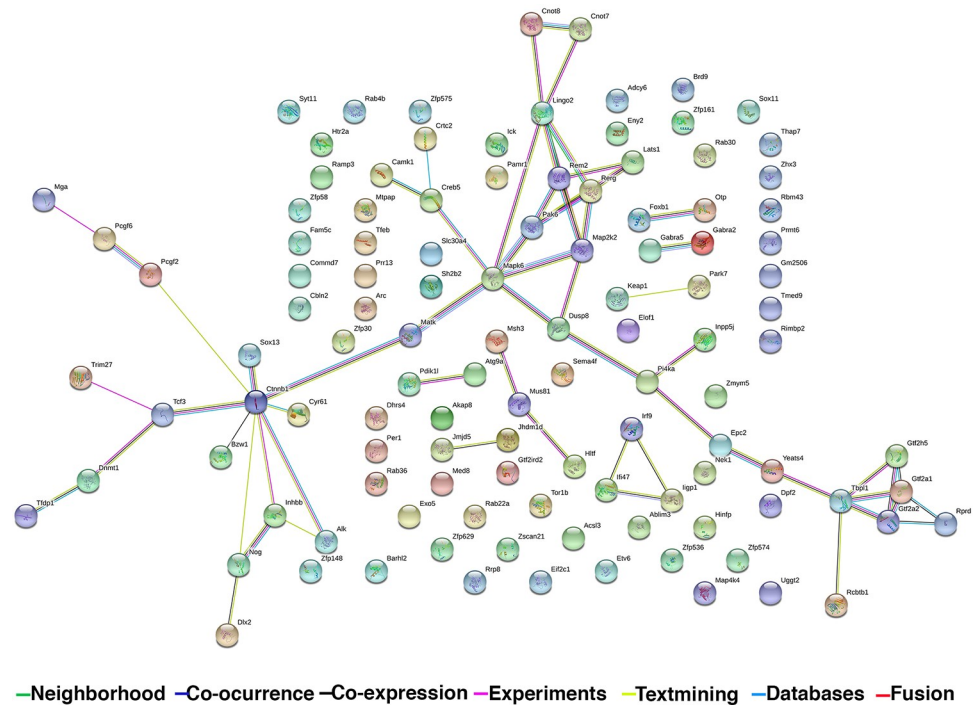 Cnot8
Cnot7
Brd9
Adcy6
Syt11
Rab4b
Zfp575
Lingo2
Sox11
Zfp161
Crtc2
Eny2
Htr2a
Ick
Thap7
Rab30
Lats1
Ramp3
Camk1
Pamr1
Rem2
Zhx3
Rerg
Mga
Creb5
Zfp58
Mtpap
Foxb1
Otp
Rbm43
Pak6
Pcgf6
Fam5c
Tfeb
Slc30a4
Map2k2
Gabra5
Gabra2
Prmt6
Pcgf2
Commd7
Prr13
Sh2b2
Mapk6
Park7
Gm2506
Keap1
Cbln2
Arc
Tmed9
Dusp8
Elof1
Zfp30
Matk
Msh3
Inpp5j
Rimbp2
Sox13
Trim27
Pdik1l
Atg9a
Sema4f
Pi4ka
Ctnnb1
Mus81
Zmym5
Tcf3
Cyr61
Dhrs4
Akap8
Irf9
Bzw1
Per1
Jmjd5
Jhdm1d
Epc2
Gtf2h5
Dnmt1
Rab36
Med8
Gtf2ird2
Hltf
Nek1
Yeats4
Ifi47
Iigp1
Tbpl1
Gtf2a1
Tfdp1
Inhbb
Exo5
Rab22a
Tor1b
Dpf2
Gtf2a2
Rprd
Alk
Acsl3
Ablim3
Hinfp
Nog
Zfp148
Barhl2
Zfp629
Zscan21
Zfp536
Zfp574
Rrp8
Eif2c1
Etv6
Map4k4
Uggt2
Rcbtb1
Dlx2
Neighborhood Co-ocurrence Co-expression Experiments Textmining Databases Fusion